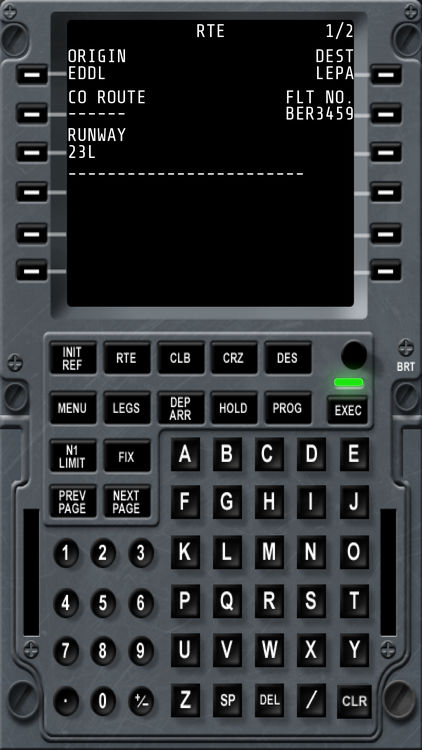 RTE 1/2
ORIGIN DEST
EDDL LEPA
CO ROUTE FLT NO.
------ BER3459
RUNWAY
23L
------------------------
INIT REF RTE CLB CRZ DES
BRT
MENU LEGS DEP ARR HOLD PROG EXEC
N1 LIMIT FIX A B C D E
PREV PAGE NEXT PAGE F G H I J
1 2 3 K L M N O
4 5 6 P Q R S T
7 8 9 U V W X Y
. 0 +/- Z SP DEL / CLR